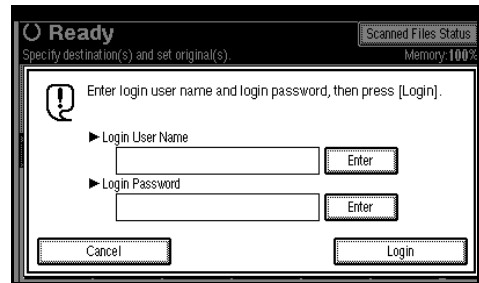 Ready
Scanned Files Status
Specify destination(s) and set original(s).
Memory:100%
Enter login user name and login password, then press [Login].
▶Login User Name
Enter
▶Login Password
Enter
Cancel
Login